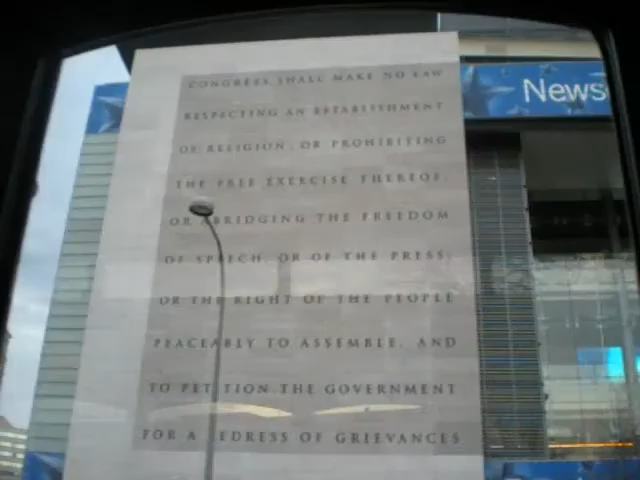 CONGRESS SHALL MAKE NO LAW
RESPECTING AN ESTABLISHMENT
OF RELIGION, OR PROHIBITING
THE FREE EXERCISE THEREOF;
OR ABRIDGING THE FREEDOM
OF SPEECH, OR OF THE PRESS;
OR THE RIGHT OF THE PEOPLE
PEACEABLY TO ASSEMBLE, AND
TO PETITION THE GOVERNMENT
FOR A REDRESS OF GRIEVANCES
News